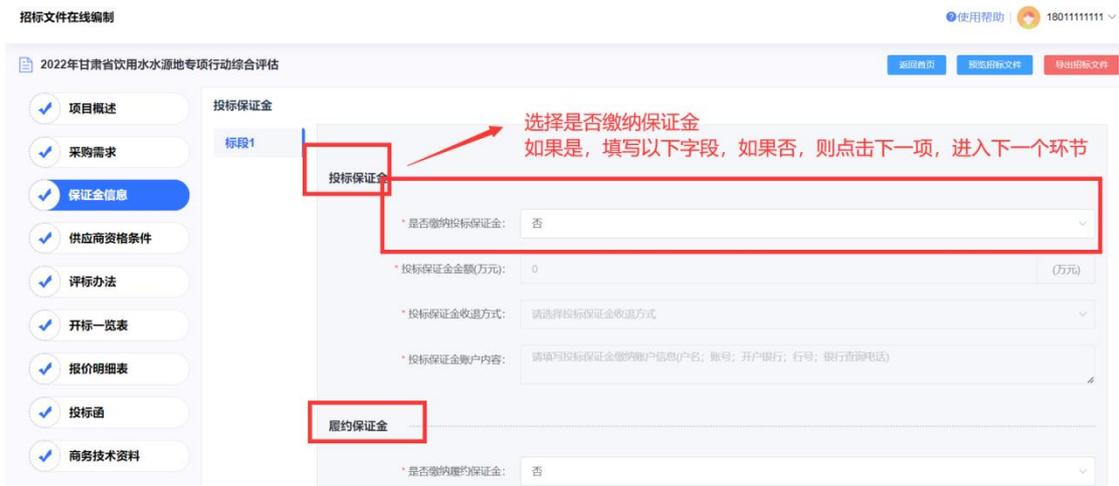 招标文件在线编制
使用帮助
18011111111
2022年甘肃省饮用水水源地专项行动综合评估
返回首页
预览招标文件
导出招标文件
项目概述
采购需求
保证金信息
供应商资格条件
评标办法
开标一览表
报价明细表
投标函
商务技术资料
投标保证金
标段1
选择是否缴纳保证金
如果是，填写以下字段，如果否，则点击下一项，进入下一个环节
投标保证金
* 是否缴纳投标保证金： 否
* 投标保证金金额(万元)： 0 (万元)
* 投标保证金收退方式： 请选择投标保证金收退方式
* 投标保证金账户内容： 请填写投标保证金缴纳账户信息(户名；账号；开户银行；行号；银行查询电话)
履约保证金
* 是否缴纳履约保证金： 否